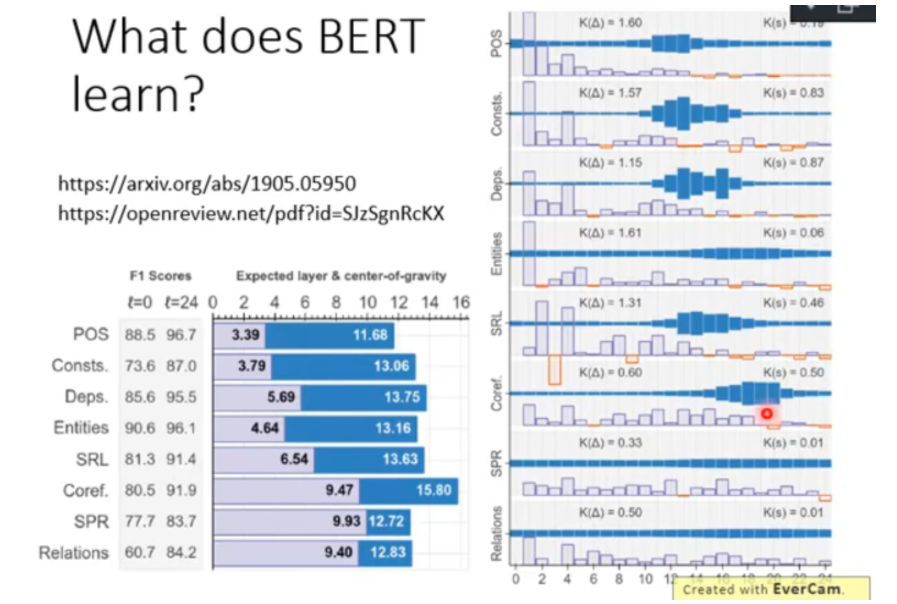 What does BERT
learn?
https://arxiv.org/abs/1905.05950
https://openreview.net/pdf?id=SJzSgnRcKX
F1 Scores Expected layer & center-of-gravity
ℓ=0 ℓ=24 0 2 4 6 8 10 12 14 16
POS 88.5 96.7 3.39 11.68
Consts. 73.6 87.0 3.79 13.06
Deps. 85.6 95.5 5.69 13.75
Entities 90.6 96.1 4.64 13.16
SRL 81.3 91.4 6.54 13.63
Coref. 80.5 91.9 9.47 15.80
SPR 77.7 83.7 9.93 12.72
Relations 60.7 84.2 9.40 12.83
POS K(Δ) = 1.60 K(s) = 0.19
Consts. K(Δ) = 1.57 K(s) = 0.83
Deps. K(Δ) = 1.15 K(s) = 0.87
Entities K(Δ) = 1.61 K(s) = 0.06
SRL K(Δ) = 1.31 K(s) = 0.46
Coref. K(Δ) = 0.60 K(s) = 0.50
SPR K(Δ) = 0.33 K(s) = 0.01
Relations K(Δ) = 0.50 K(s) = 0.01
0 2 4 6 8 10 12 14 16 18 20 22 24
Created with EverCam.